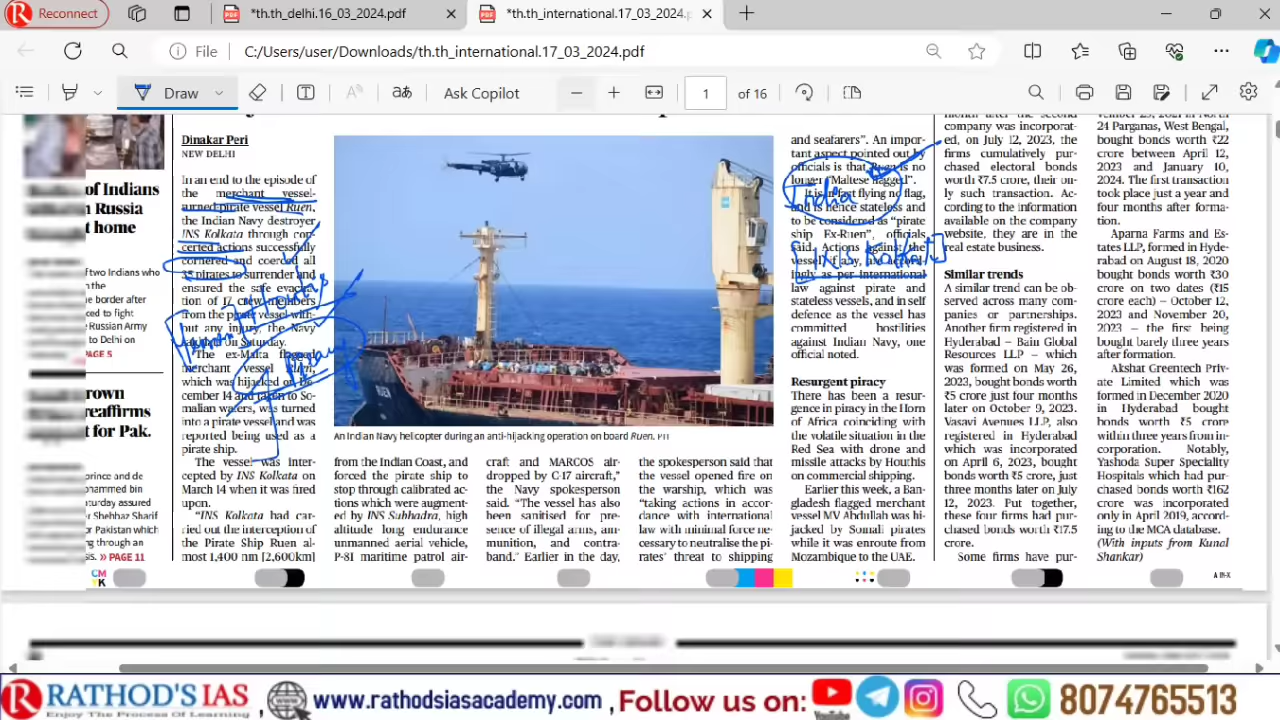 Reconnect
*th.th_delhi.16_03_2024.pdf
*th.th_international.17_03_2024.p
File
C:/Users/user/Downloads/th.th_international.17_03_2024.pdf
Draw
Ask Copilot
1
of 16
of Indians
Russia
t home
f two Indians who
the
he border after
ced to fight
Russian Army
o Delhi on
PAGE 5
rown
reaffirms
t for Pak.
prince and de
ohammed bin
turday assured
Shehbaz Sharif
or Pakistan which
ng through an
sis. » PAGE 11
Dinakar Peri
NEW DELHI
In an end to the episode of
the merchant vessel-
turned-pirate vessel Ruen,
the Indian Navy destroyer
INS Kolkata through con-
certed actions successfully
cornered and coerced all
35 pirates to surrender and
ensured the safe evacua-
tion of 17 crew members
from the pirate vessel with-
out any injury, the Navy
on Saturday.
The ex-Malta flagged
merchant vessel Ruen,
which was hijacked on De-
cember 14 and taken to So-
malian waters, was turned
into a pirate vessel and was
reported being used as a
pirate ship.
The vessel was inter-
cepted by INS Kolkata on
March 14 when it was fired
upon.
"INS Kolkata had car-
ried out the interception of
the Pirate Ship Ruen al-
most 1,400 nm [2,600km]
Yemen
RUEN
An Indian Navy helicopter during an anti-hijacking operation on board Ruen. PTI
from the Indian Coast, and
forced the pirate ship to
stop through calibrated ac-
tions which were augment-
ed by INS Subhadra, high
altitude long endurance
unmanned aerial vehicle,
P-81 maritime patrol air-
craft and MARCOS air-
dropped by C-17 aircraft,"
the Navy spokesperson
said. "The vessel has also
been sanitised for pre-
sence of illegal arms, am-
munition, and contra-
band." Earlier in the day,
the spokesperson said that
the vessel opened fire on
the warship, which was
"taking actions in accor-
dance with international
law with minimum force ne-
cessary to neutralise the pi-
rates' threat to shipping
and seafarers". An impor-
tant aspect pointed out by
officials is that Ruen is no
longer "Maltese flagged".
It is in fact flying no flag,
and is hence stateless and
to be considered as "pirate
ship Ex-Ruen", officials
said. Actions against the
vessel if any, are accord-
ingly as per international
law against pirate and
stateless vessels, and in self
defence as the vessel has
committed hostilities
against Indian Navy, one
official noted.
India
INS Kolkata
Resurgent piracy
There has been a resur-
gence in piracy in the Horn
of Africa coinciding with
the volatile situation in the
Red Sea with drone and
missile attacks by Houthis
on commercial shipping.
Earlier this week, a Ban-
gladesh flagged merchant
vessel MV Abdullah was hi-
jacked by Somali pirates
while it was enroute from
Mozambique to the UAE.
month after the second
company was incorporat-
ed, on July 12, 2023, the
firms cumulatively pur-
chased electoral bonds
worth ₹7.5 crore, their on-
ly such transaction. Ac-
cording to the information
available on the company
website, they are in the
real estate business.
Similar trends
A similar trend can be ob-
served across many com-
panies or partnerships.
Another firm registered in
Hyderabad – Bain Global
Resources LLP – which
was formed on May 26,
2023, bought bonds worth
₹5 crore just four months
later on October 9, 2023.
Vasavi Avenues LLP, also
registered in Hyderabad
which was incorporated
on April 6, 2023, bought
bonds worth ₹5 crore, just
three months later on July
12, 2023. Put together,
these four firms had pur-
chased bonds worth ₹17.5
crore.
Some firms have pur-
24 Parganas, West Bengal,
bought bonds worth ₹22
crore between April 12,
2023 and January 10,
2024. The first transaction
took place just a year and
four months after forma-
tion.
Aparna Farms and Es-
tates LLP, formed in Hyde-
rabad on August 18, 2020
bought bonds worth ₹30
crore on two dates (₹15
crore each) – October 12,
2023 and November 20,
2023 – the first being
bought barely three years
after formation.
Akshat Greentech Priv-
ate Limited which was
formed in December 2020
in Hyderabad bought
bonds worth ₹5 crore
within three years from in-
corporation. Notably,
Yashoda Super Speciality
Hospitals which had pur-
chased bonds worth ₹162
crore was incorporated
only in April 2019, accord-
ing to the MCA database.
(With inputs from Kunal
Shankar)
CM
YK
RATHOD'S IAS
Enjoy The Process Of Learning
, www.rathodsiasacademy.com , Follow us on:
YouTube
8074765513